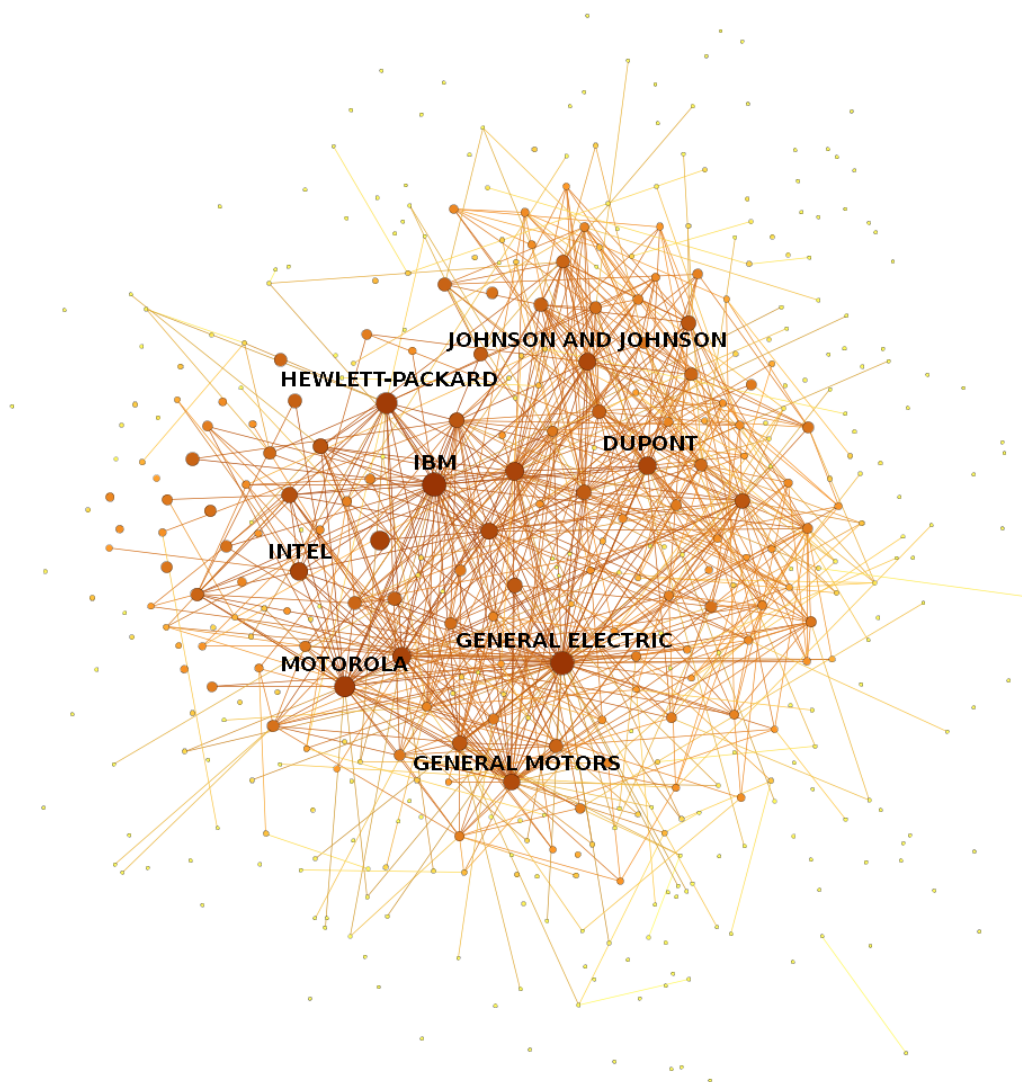 JOHNSON AND JOHNSON
HEWLETT-PACKARD
DUPONT
IBM
INTEL
GENERAL ELECTRIC
MOTOROLA
GENERAL MOTORS